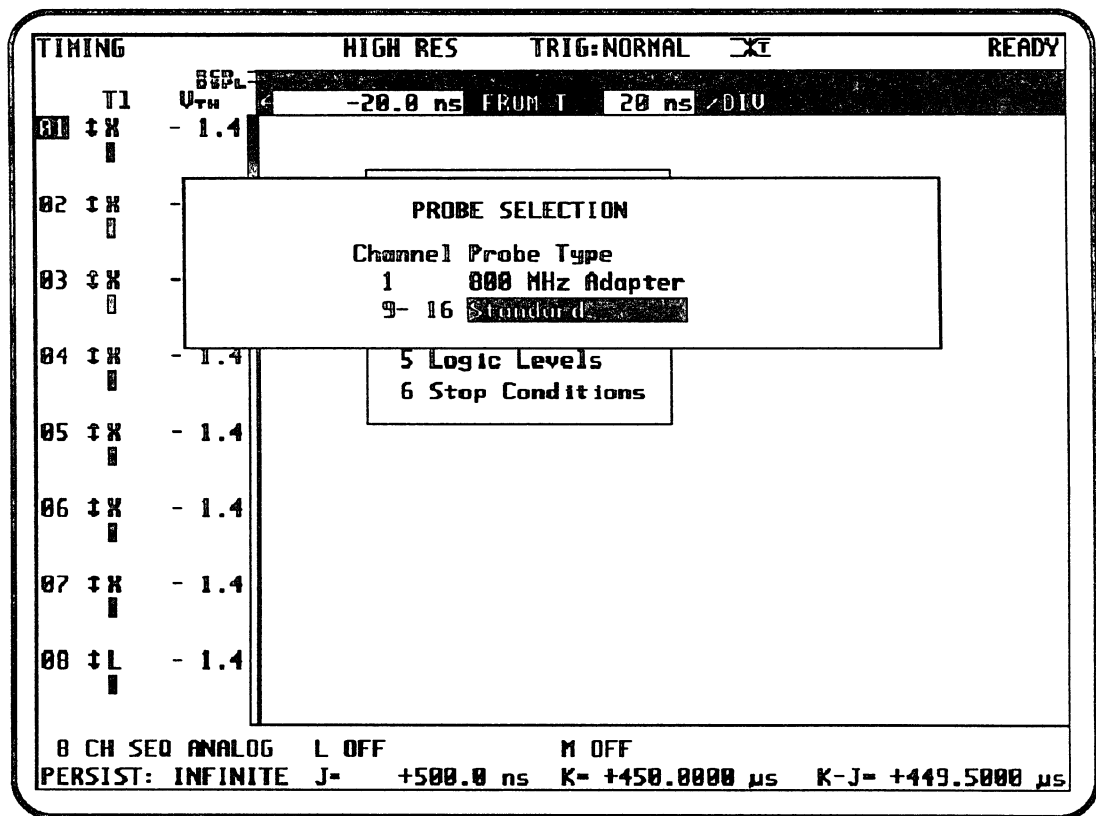 TIMING HIGH RES TRIG:NORMAL READY
T1 VTH
-20.0 ns FROM T 20 ns /DIV
01 ↕X - 1.4
02 ↕X -
PROBE SELECTION
Channel Probe Type
03 ↕X - 1 800 MHz Adapter
9- 16 Standard
04 ↕X - 1.4 5 Logic Levels
6 Stop Conditions
05 ↕X - 1.4
06 ↕X - 1.4
07 ↕X - 1.4
08 ↕L - 1.4
8 CH SEQ ANALOG L OFF M OFF
PERSIST: INFINITE J= +500.0 ns K= +450.0000 µs K-J= +449.5000 µs